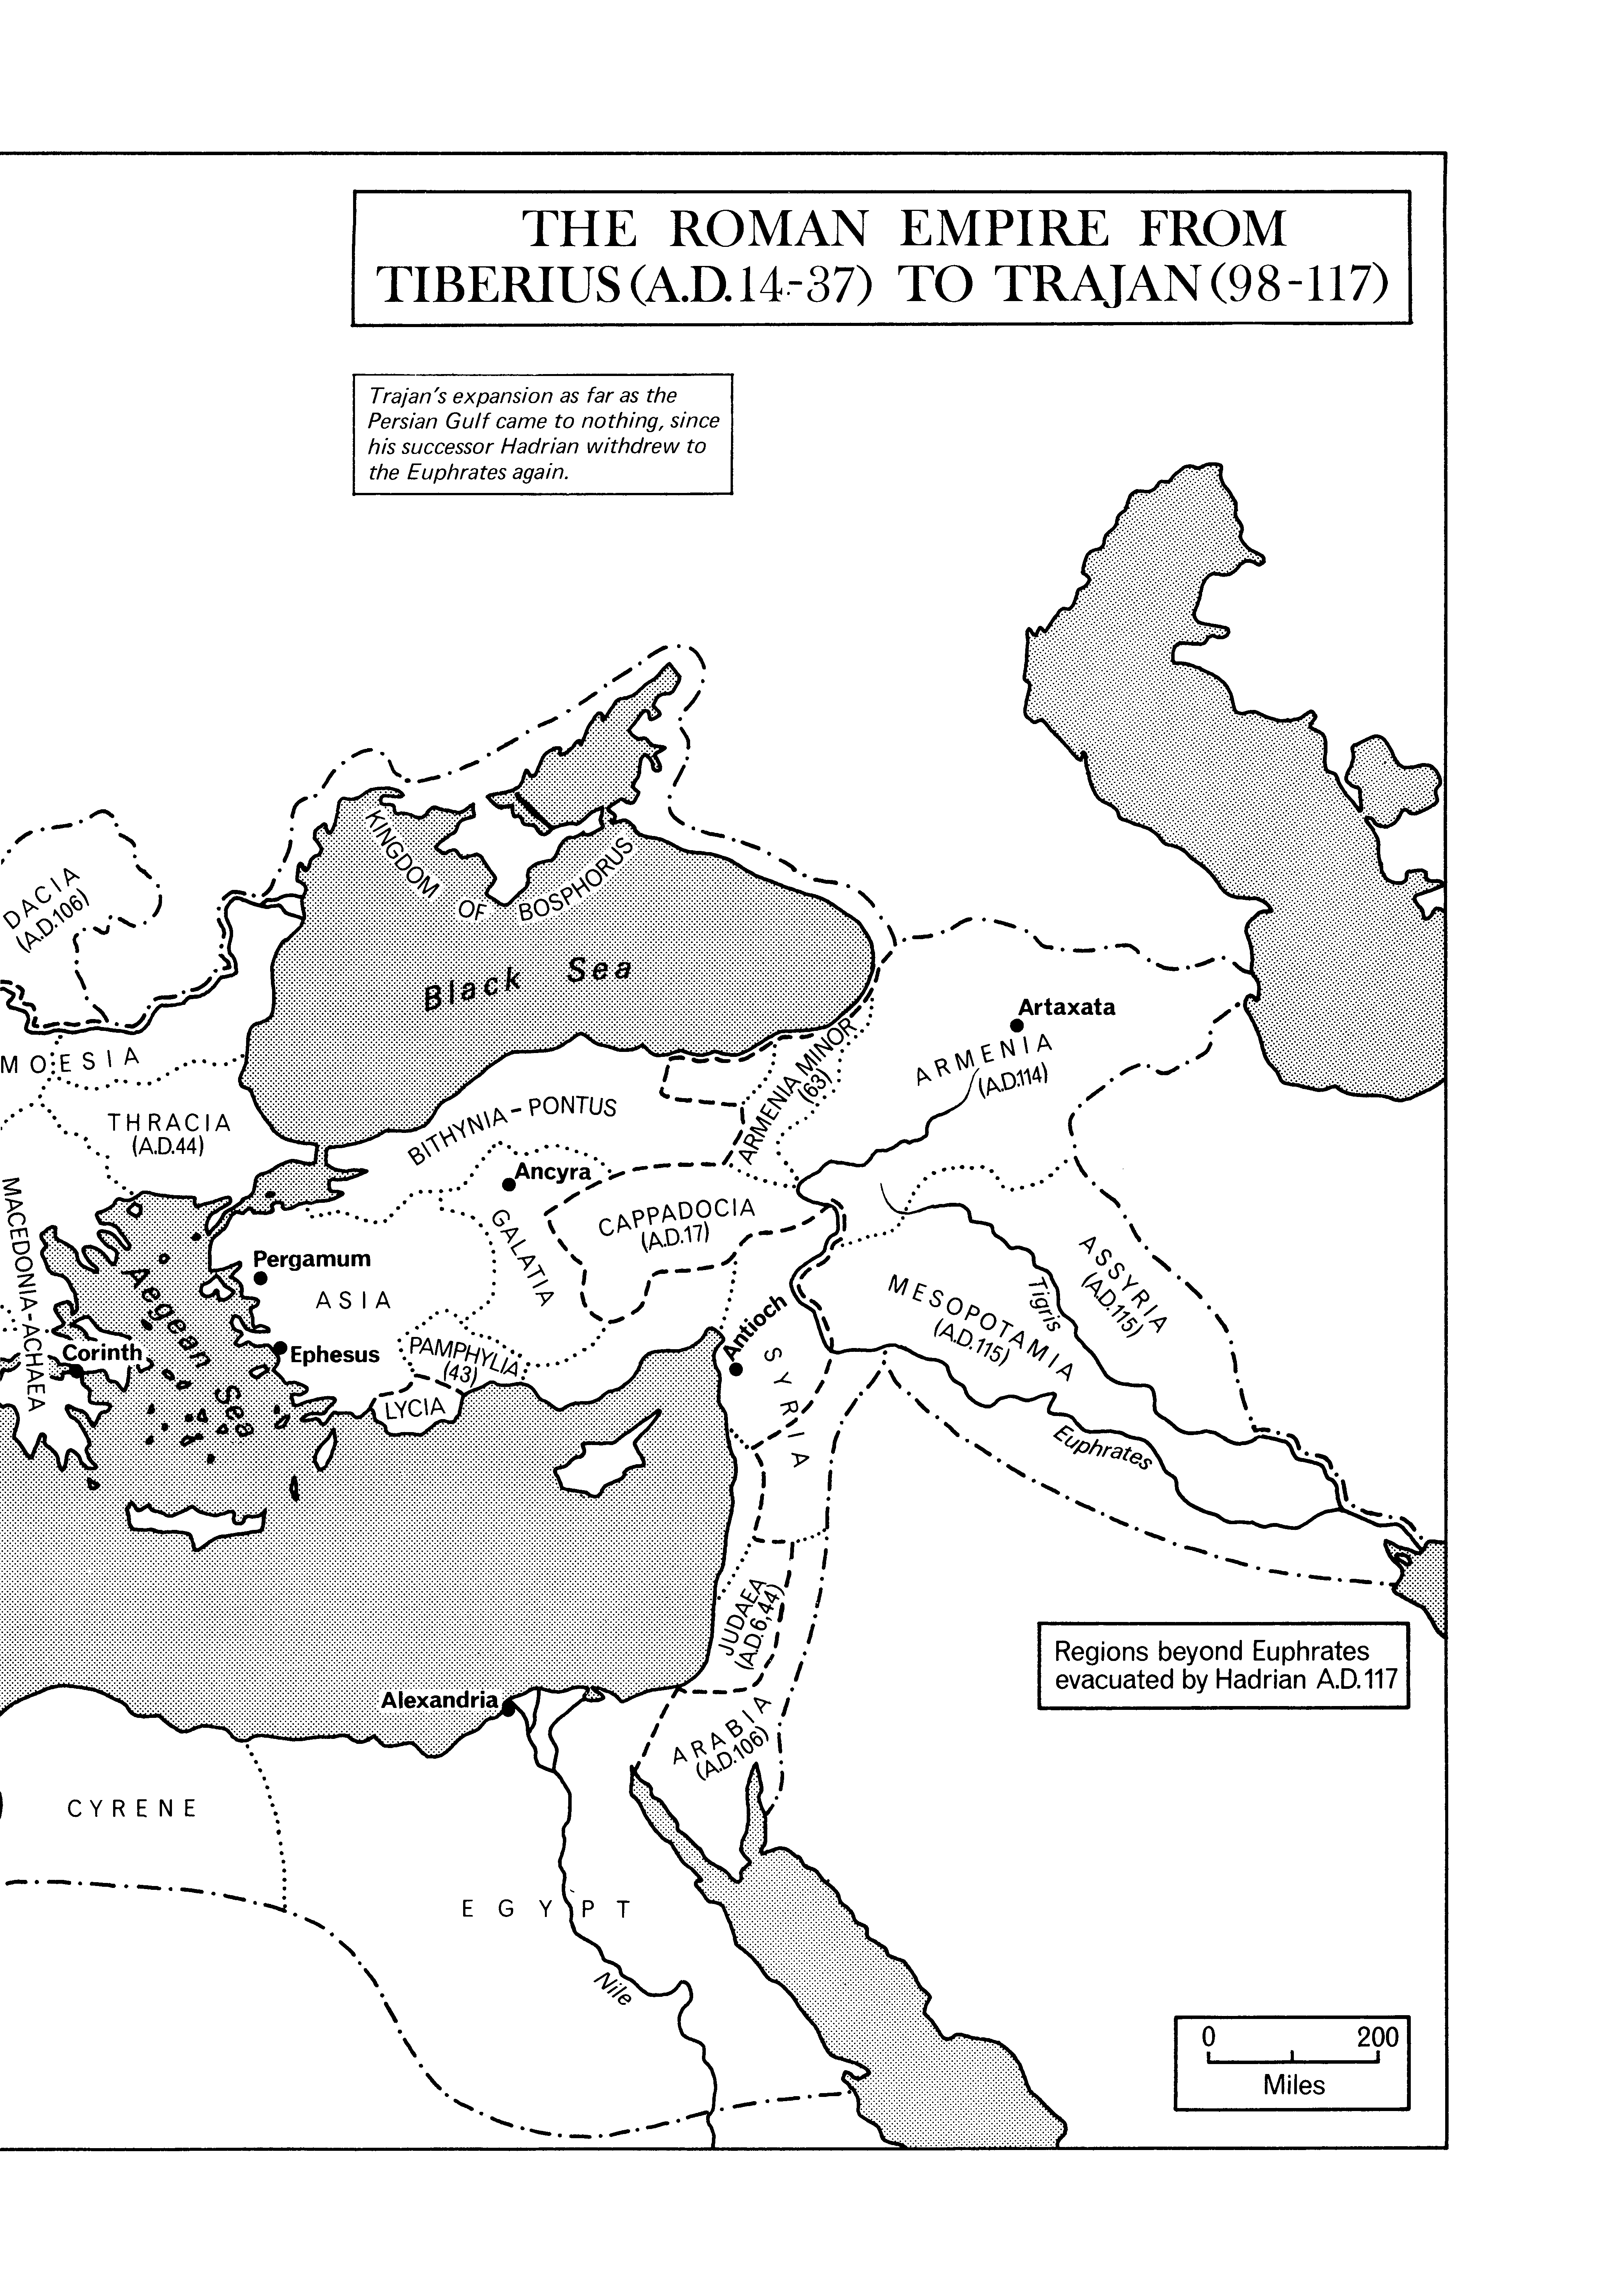 THE ROMAN EMPIRE FROM
TIBERIUS (A.D.14-37) TO TRAJAN (98-117)
Trajan's expansion as far as the
Persian Gulf came to nothing, since
his successor Hadrian withdrew to
the Euphrates again.
KINGDOM OF BOSPHORUS
DACIA
(A.D.106)
Black Sea
Artaxata
ARMENIA
(A.D.114)
MOESIA
ARMENIA MINOR
(63)
THRACIA
(A.D.44)
BITHYNIA-PONTUS
Ancyra
MACEDONIA-ACHAEA
GALATIA
CAPPADOCIA
(A.D.17)
Pergamum
ASIA
Aegean Sea
ASSYRIA
(A.D.115)
Tigris
MESOPOTAMIA
(A.D.115)
Antioch
Corinth
Ephesus
PAMPHYLIA
(43)
LYCIA
SYRIA
Euphrates
JUDAEA
(A.D.6,44)
Regions beyond Euphrates
evacuated by Hadrian A.D.117
Alexandria
ARABIA
(A.D.106)
CYRENE
EGYPT
Nile
0 200
Miles